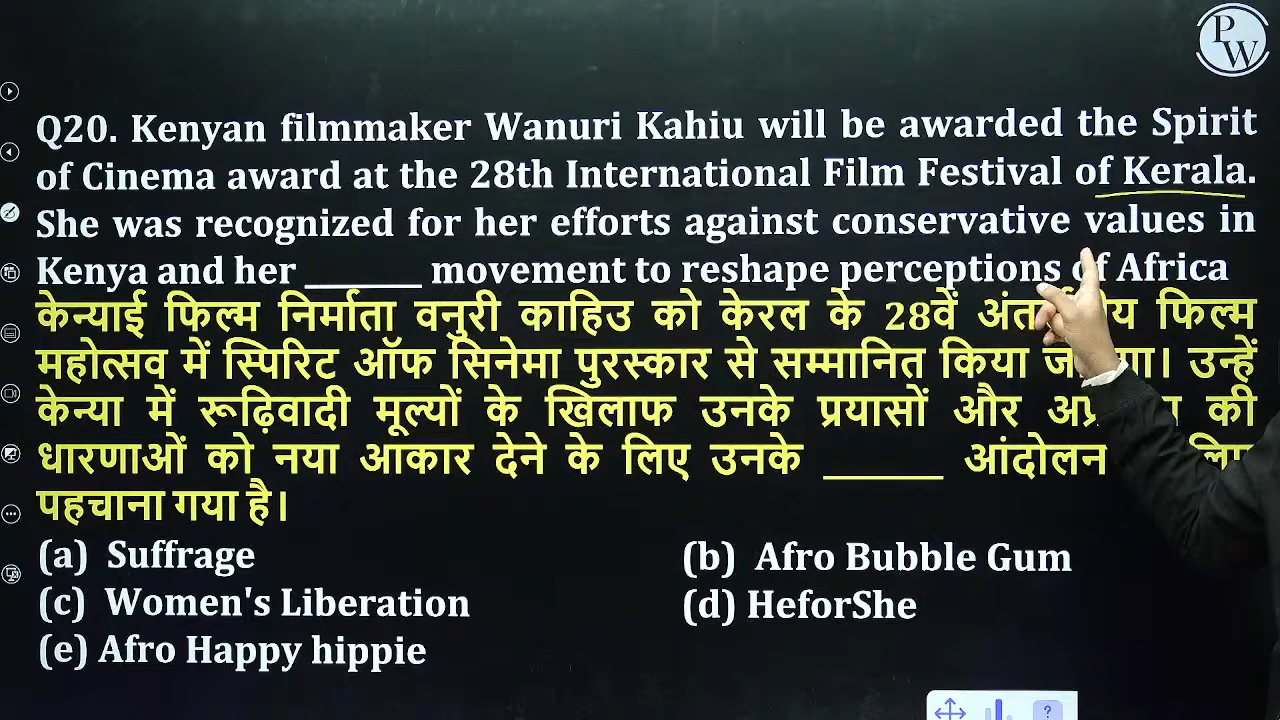 PW
Q20. Kenyan filmmaker Wanuri Kahiu will be awarded the Spirit
of Cinema award at the 28th International Film Festival of Kerala.
She was recognized for her efforts against conservative values in
Kenya and her ______ movement to reshape perceptions of Africa
केन्याई फिल्म निर्माता वनुरी काहिउ को केरल के 28वें फिल्म
महोत्सव में स्पिरिट ऑफ सिनेमा पुरस्कार से सम्मानित किया उन्हें
केन्या में रूढ़िवादी मूल्यों के खिलाफ उनके प्रयासों और की
धारणाओं को नया आकार देने के लिए उनके ______ आंदोलन
पहचाना गया है।
(a) Suffrage
(b) Afro Bubble Gum
(c) Women's Liberation
(d) HeforShe
(e) Afro Happy hippie